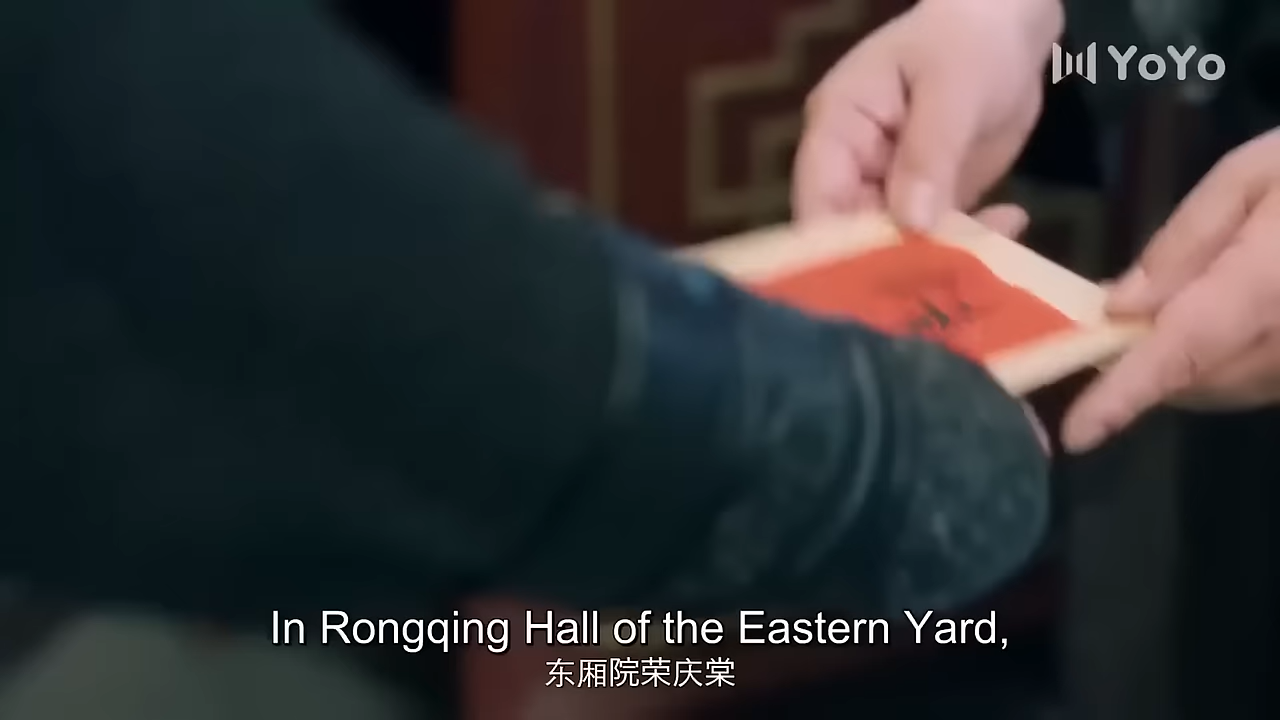 YoYo
In Rongqing Hall of the Eastern Yard,
东厢院荣庆棠